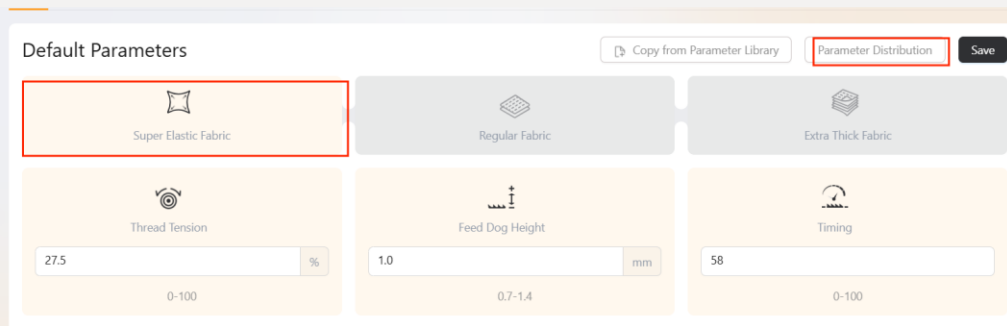 Default Parameters
Copy from Parameter Library
Parameter Distribution
Save
Super Elastic Fabric
Regular Fabric
Extra Thick Fabric
Thread Tension
Feed Dog Height
Timing
27.5 %
1.0 mm
58
0-100
0.7-1.4
0-100